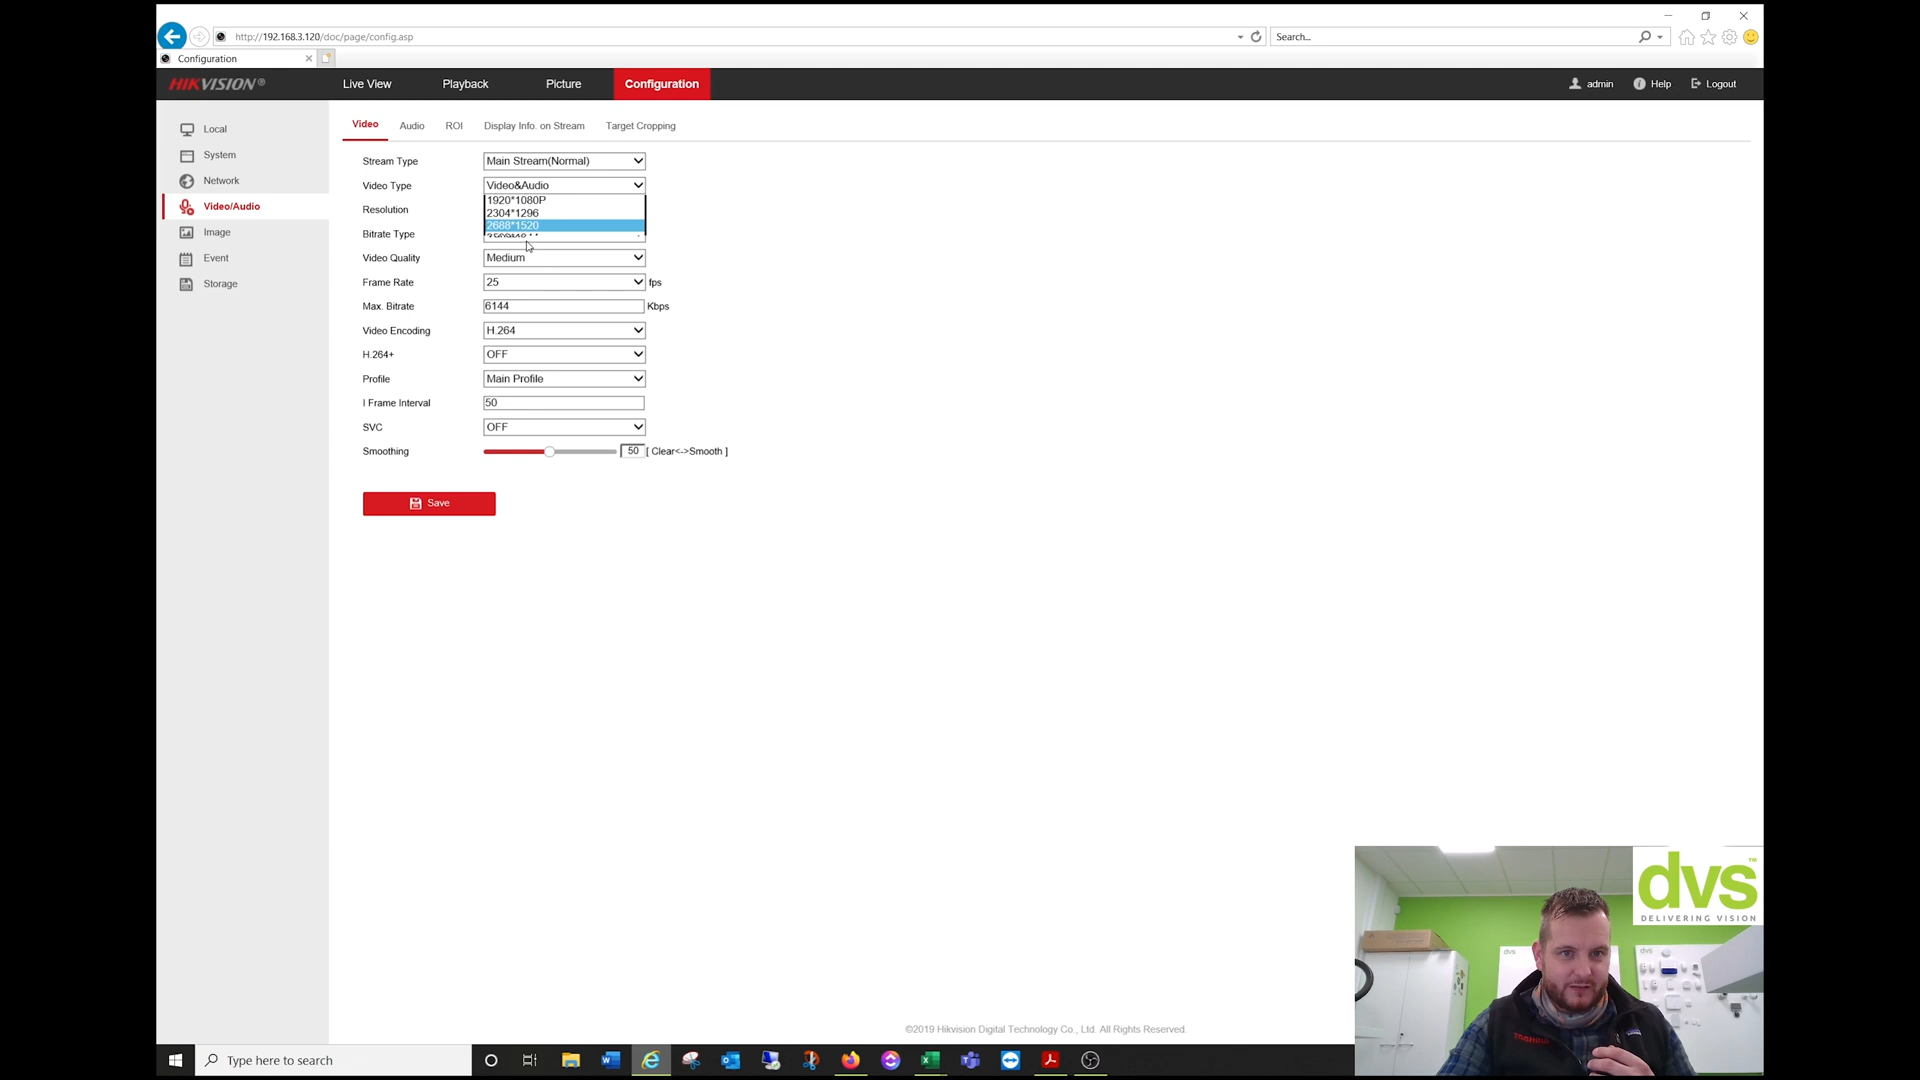 http://192.168.3.120/doc/page/config.asp
Search...
Configuration
HIKVISION®
Live View
Playback
Picture
Configuration
admin
Help
Logout
Local
System
Network
Video/Audio
Image
Event
Storage
Video
Audio
ROI
Display Info. on Stream
Target Cropping
Stream Type
Main Stream(Normal)
Video Type
Video&Audio
1920*1080P
Resolution
2304*1296
2688*1520
Bitrate Type
Video Quality
Medium
Frame Rate
25
fps
Max. Bitrate
6144
Kbps
Video Encoding
H.264
H.264+
OFF
Profile
Main Profile
I Frame Interval
50
SVC
OFF
Smoothing
50
[ Clear<->Smooth ]
Save
©2019 Hikvision Digital Technology Co., Ltd. All Rights Reserved.
dvs™
DELIVERING VISION
dvs
dvs
Type here to search